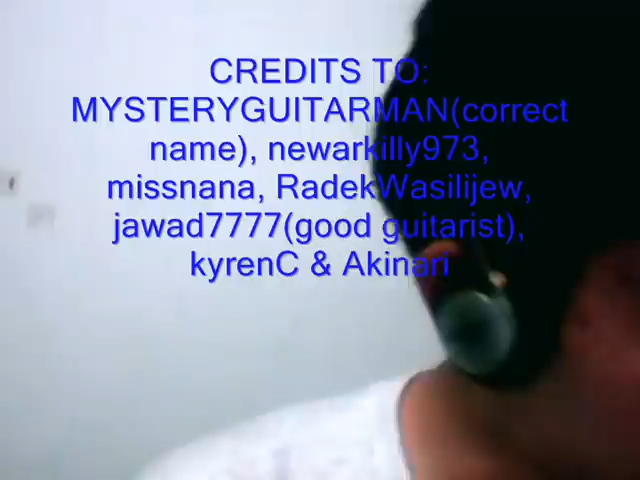 CREDITS TO:
MYSTERYGUITARMAN(correct
name), newarkilly973,
missnana, RadekWasilijew,
jawad7777(good guitarist),
kyrenC & Akinari